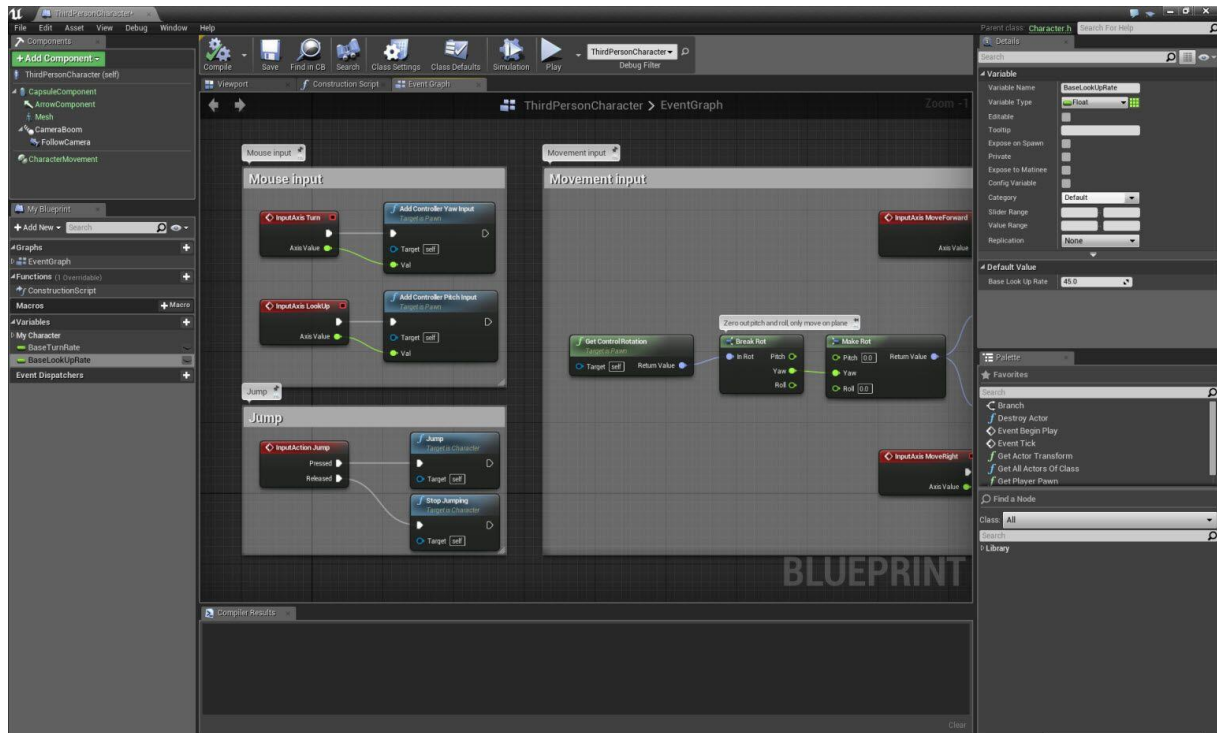 ThirdPersonCharacter*
File Edit Asset View Debug Window Help
Parent class: Character.h Search For Help
Components
+Add Component
ThirdPersonCharacter (self)
CapsuleComponent
ArrowComponent
Mesh
CameraBoom
FollowCamera
CharacterMovement
My Blueprint
+Add New Search
Graphs
EventGraph
Functions (1 Overridable)
ConstructionScript
Macros +Macro
Variables
My Character
BaseTurnRate
BaseLookUpRate
Event Dispatchers
Compile Save Find in CB Search Class Settings Class Defaults Simulation Play
ThirdPersonCharacter
Debug Filter
Viewport Construction Script Event Graph
ThirdPersonCharacter > EventGraph
Zoom -1
Mouse input
Mouse input
InputAxis Turn
Axis Value
Add Controller Yaw Input
Target is Pawn
Target self
Val
InputAxis LookUp
Axis Value
Add Controller Pitch Input
Target is Pawn
Target self
Val
Jump
Jump
InputAction Jump
Pressed
Released
Jump
Target is Character
Target self
Stop Jumping
Target is Character
Target self
Movement input
Movement input
InputAxis MoveForward
Axis Value
Zero out pitch and roll, only move on plane
Get Control Rotation
Target is Pawn
Target self Return Value
Break Rot
In Rot Pitch
Yaw
Roll
Make Rot
Pitch 0.0 Return Value
Yaw
Roll 0.0
InputAxis MoveRight
Axis Value
BLUEPRINT
Compiler Results
Clear
Details
Search
Variable
Variable Name BaseLookUpRate
Variable Type Float
Editable
Tooltip
Expose on Spawn
Private
Expose to Matinee
Config Variable
Category Default
Slider Range
Value Range
Replication None
Default Value
Base Look Up Rate 45.0
Palette
Favorites
Search
Branch
Destroy Actor
Event Begin Play
Event Tick
Get Actor Transform
Get All Actors Of Class
Get Player Pawn
Find a Node
Class: All
Search
Library